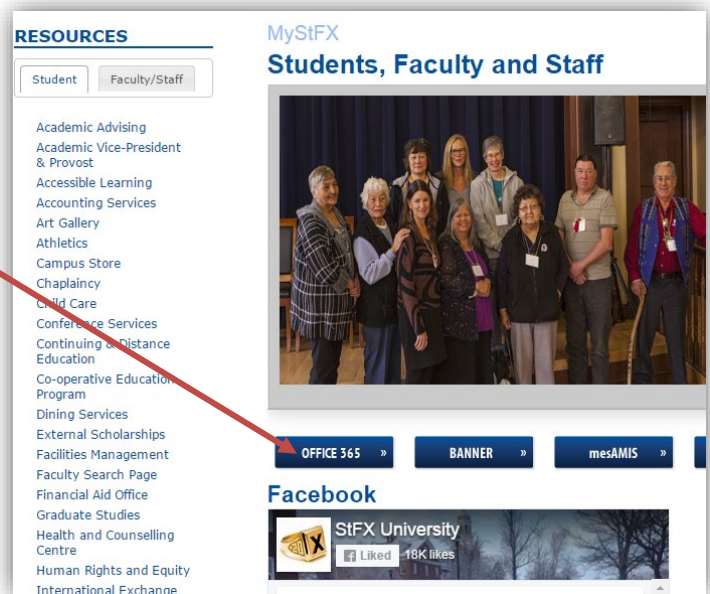 RESOURCES
Student
Faculty/Staff
Academic Advising
Academic Vice-President
& Provost
Accessible Learning
Accounting Services
Art Gallery
Athletics
Campus Store
Chaplaincy
Child Care
Conference Services
Continuing & Distance
Education
Co-operative Education
Program
Dining Services
External Scholarships
Facilities Management
Faculty Search Page
Financial Aid Office
Graduate Studies
Health and Counselling
Centre
Human Rights and Equity
International Exchange
MyStFX
Students, Faculty and Staff
OFFICE 365 »
BANNER »
mesAMIS »
Facebook
X
StFX University
Liked
18K likes